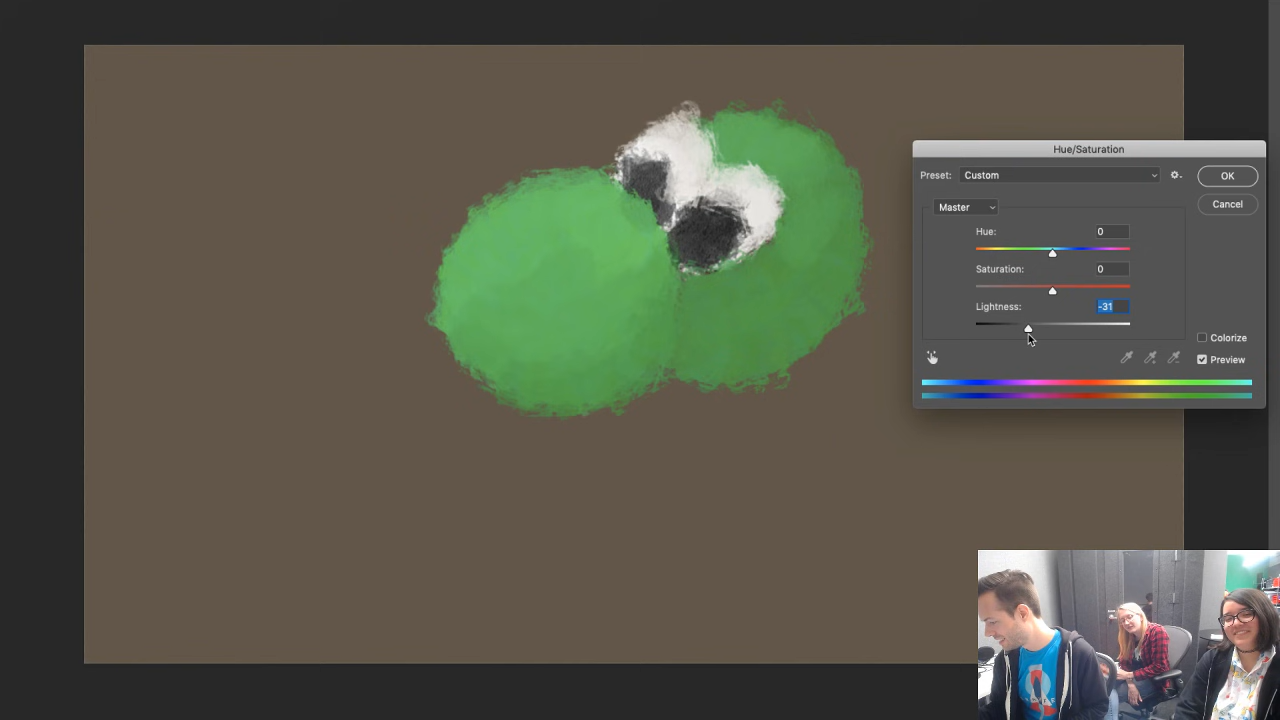 Hue/Saturation
Preset: Custom
OK
Master
Cancel
Hue: 0
Saturation: 0
Lightness: -31
Colorize
Preview